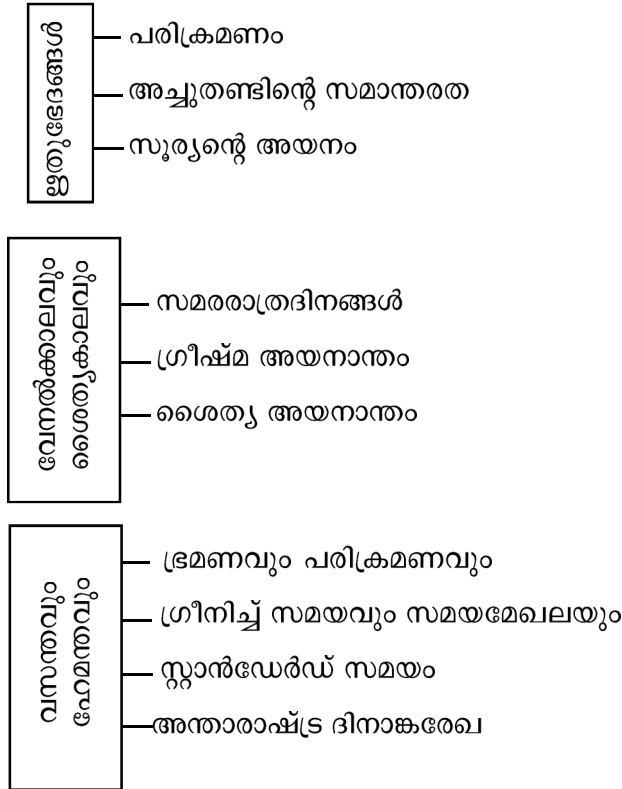 ഋതുഭേദങ്ങൾ
പരിക്രമണം
അച്ചുതണ്ടിന്റെ സമാന്തരത
സൂര്യന്റെ അയനം
വേനൽക്കാലവും
ശൈത്യകാലവും
സമരരാത്രദിനങ്ങൾ
ഗ്രീഷ്മ അയനാന്തം
ശൈത്യ അയനാന്തം
വസന്തവും
ഹേമന്തവും
ഭ്രമണവും പരിക്രമണവും
ഗ്രീനിച്ച് സമയവും സമയമേഖലയും
സ്റ്റാൻഡേർഡ് സമയം
അന്താരാഷ്ട്ര ദിനാങ്കരേഖ